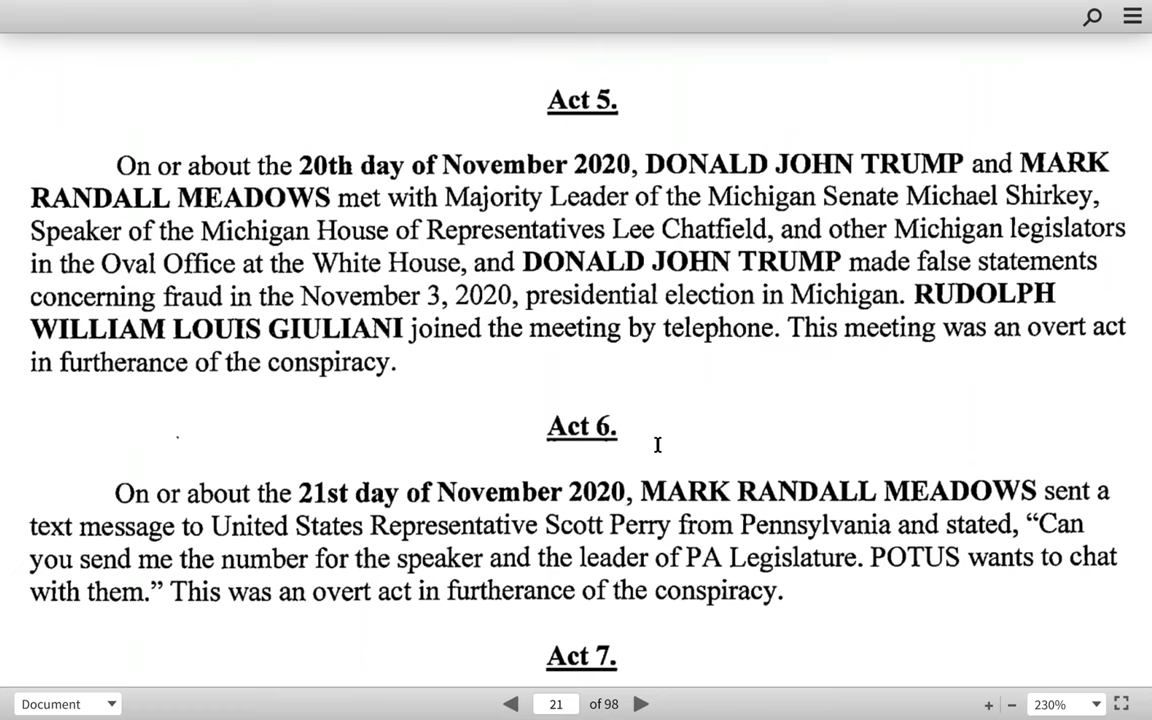 Act 5.
On or about the 20th day of November 2020, DONALD JOHN TRUMP and MARK
RANDALL MEADOWS met with Majority Leader of the Michigan Senate Michael Shirkey,
Speaker of the Michigan House of Representatives Lee Chatfield, and other Michigan legislators
in the Oval Office at the White House, and DONALD JOHN TRUMP made false statements
concerning fraud in the November 3, 2020, presidential election in Michigan. RUDOLPH
WILLIAM LOUIS GIULIANI joined the meeting by telephone. This meeting was an overt act
in furtherance of the conspiracy.
Act 6.
On or about the 21st day of November 2020, MARK RANDALL MEADOWS sent a
text message to United States Representative Scott Perry from Pennsylvania and stated, “Can
you send me the number for the speaker and the leader of PA Legislature. POTUS wants to chat
with them.” This was an overt act in furtherance of the conspiracy.
Act 7.
Document 21 of 98 + − 230%